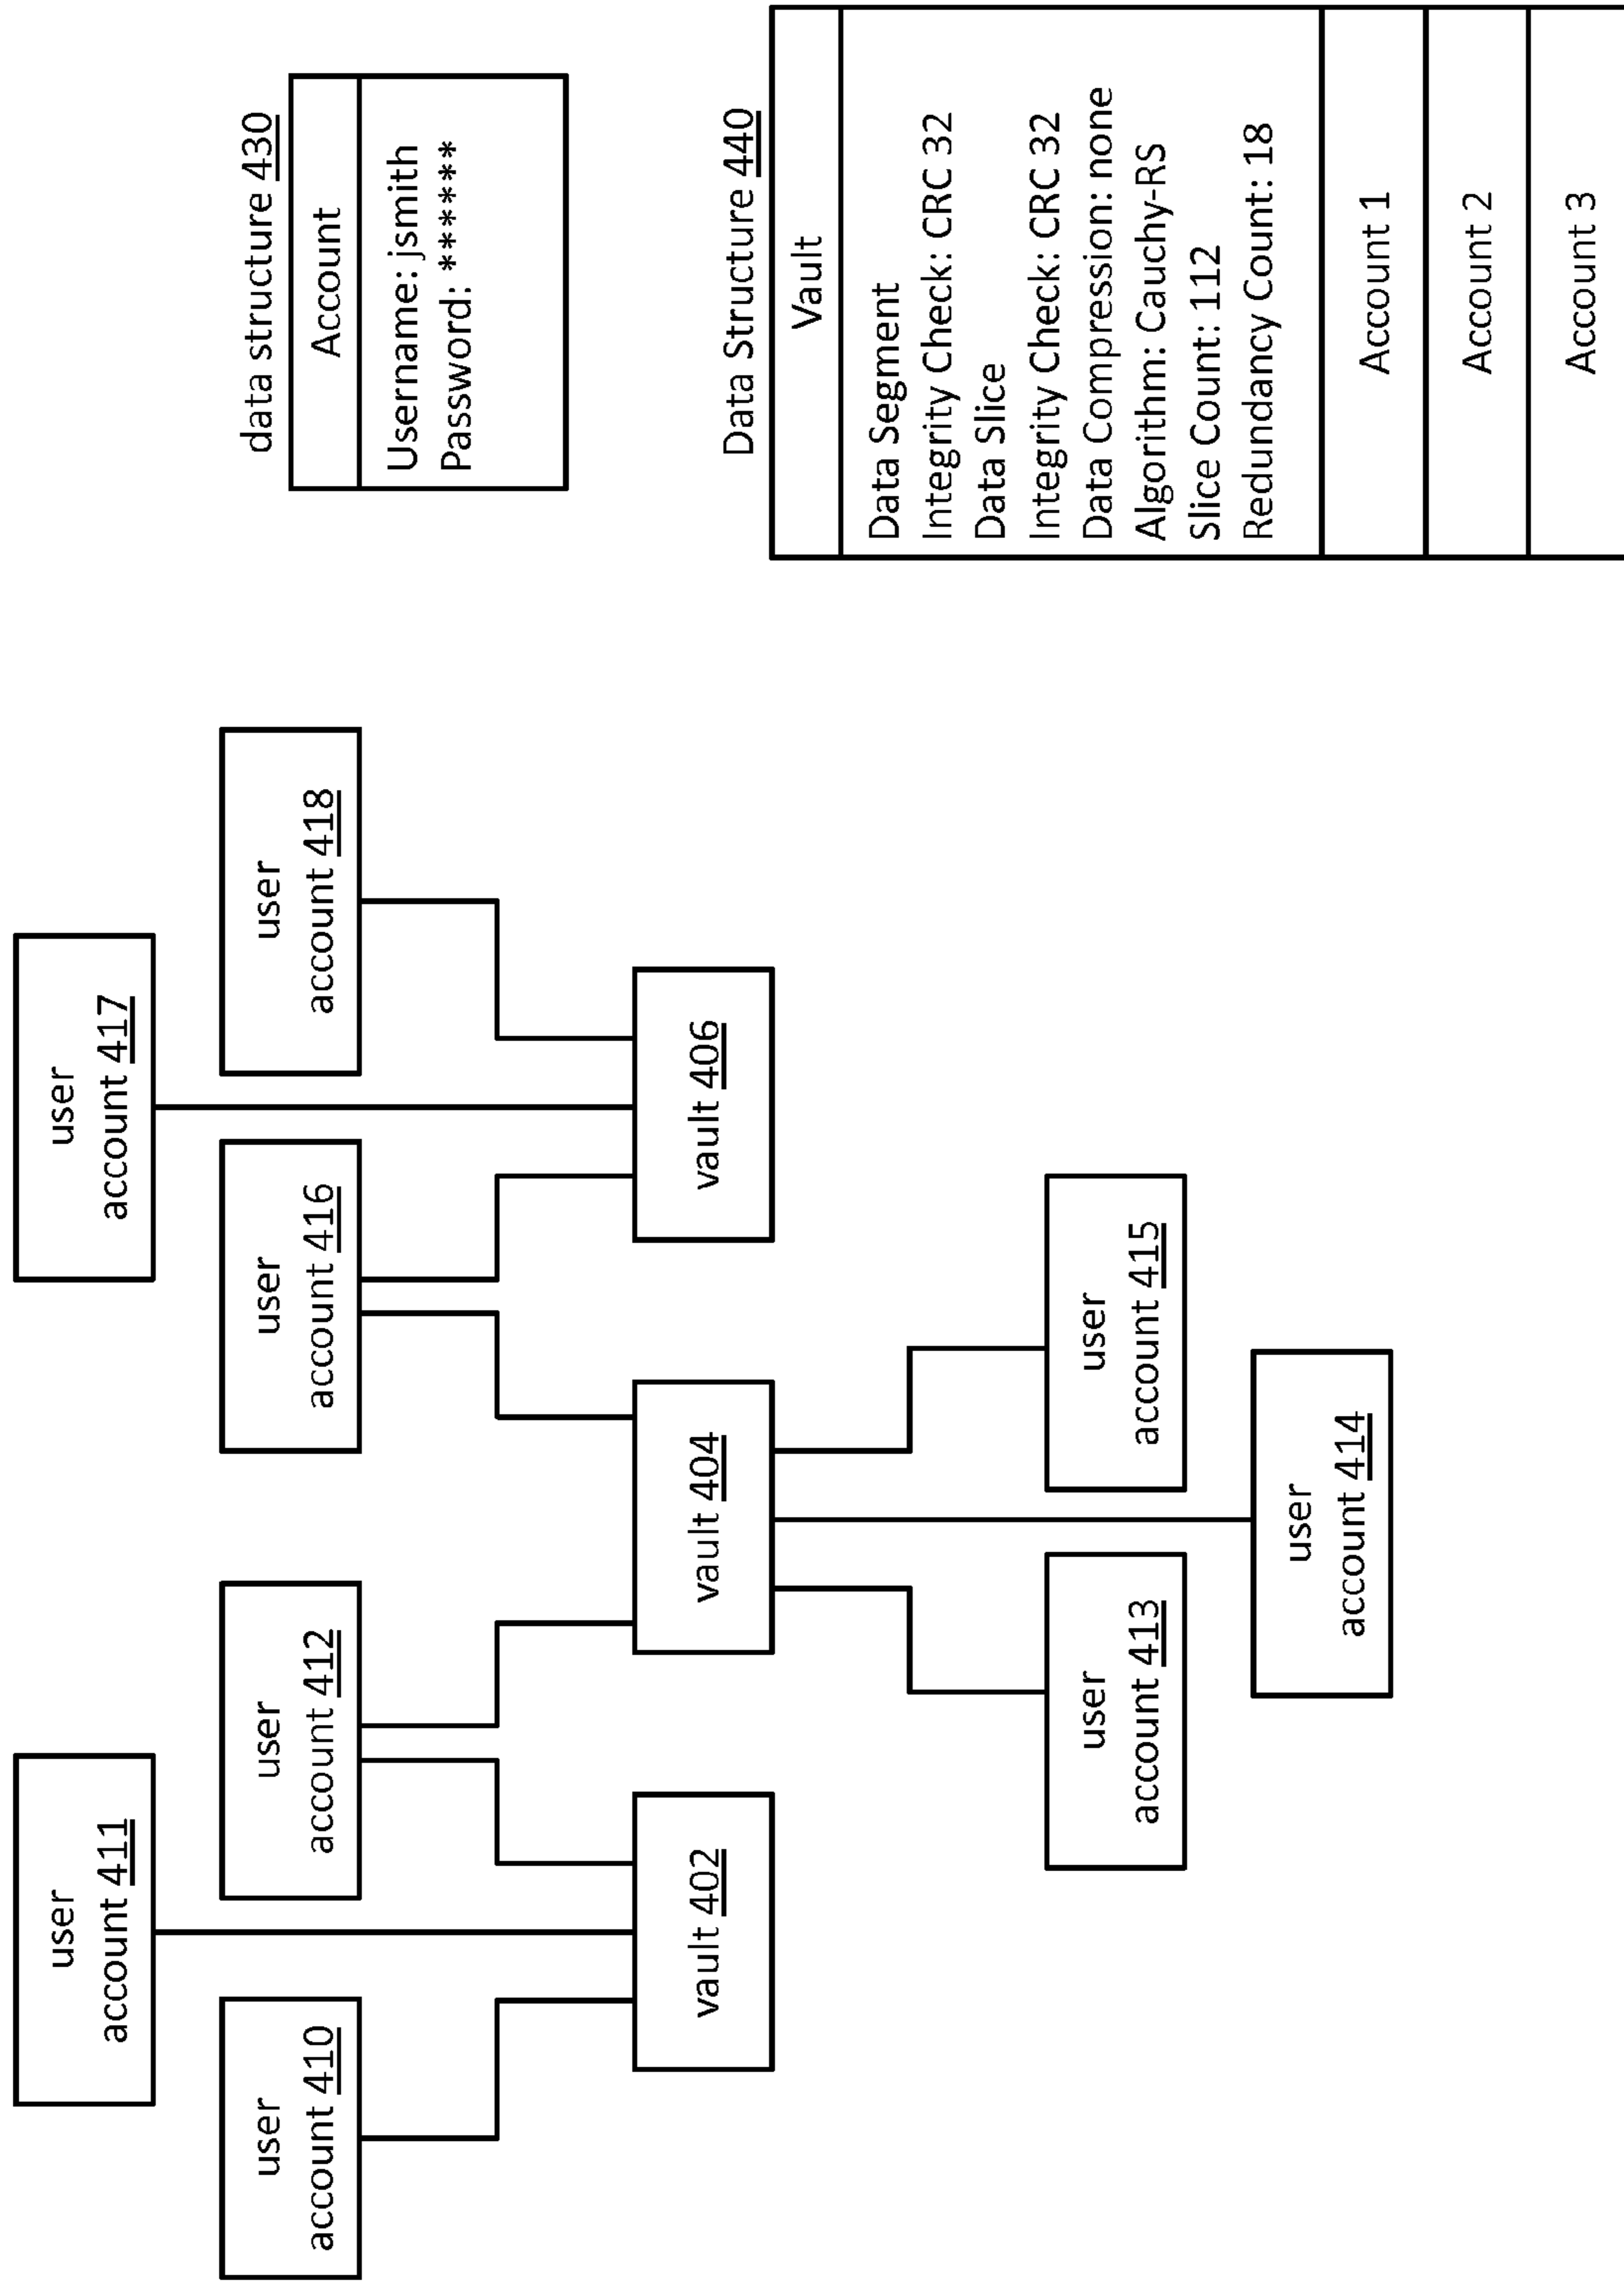 user
account 411
user
account 417
user
account 410
user
account 412
user
account 416
user
account 418
vault 402
vault 404
vault 406
user
account 413
user
account 415
user
account 414
data structure 430
Account
Username: jsmith
Password: *******
Data Structure 440
Vault
Data Segment
Integrity Check: CRC 32
Data Slice
Integrity Check: CRC 32
Data Compression: none
Algorithm: Cauchy-RS
Slice Count: 112
Redundancy Count: 18
Account 1
Account 2
Account 3